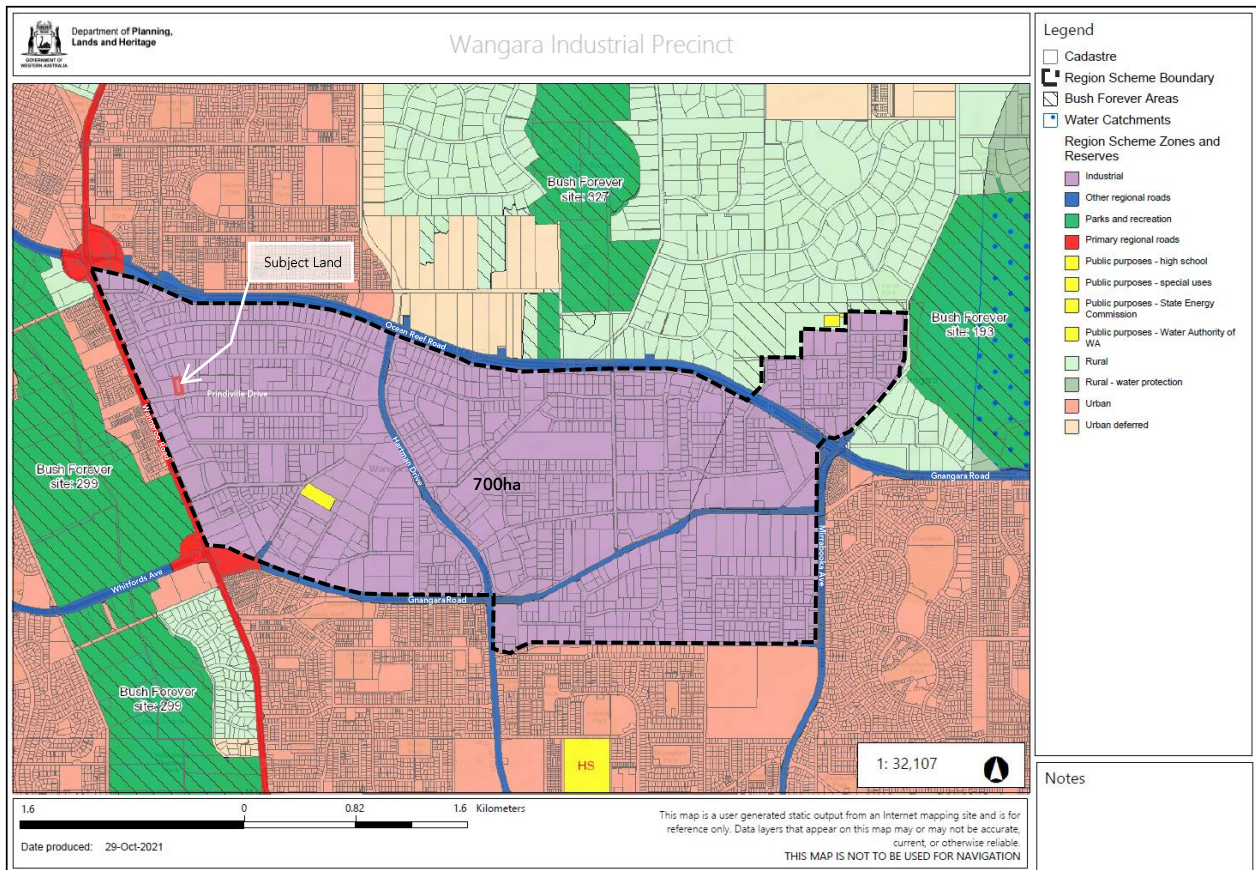 Department of Planning,
Lands and Heritage
GOVERNMENT OF
WESTERN AUSTRALIA
Wangara Industrial Precinct
Bush Forever
site: 327
Subject Land
Ocean Reef Road
Bush Forever
site: 193
Prindiville Drive
Wanneroo Road
Hartman Drive
Bush Forever
site: 299
700ha
Gnangara Road
Mirrabooka Ave
Whitfords Ave
Gnangara Road
Bush Forever
site: 299
HS
1: 32,107
1.6
0
0.82
1.6 Kilometers
Date produced: 29-Oct-2021
This map is a user generated static output from an Internet mapping site and is for
reference only. Data layers that appear on this map may or may not be accurate,
current, or otherwise reliable.
THIS MAP IS NOT TO BE USED FOR NAVIGATION
Legend
Cadastre
Region Scheme Boundary
Bush Forever Areas
Water Catchments
Region Scheme Zones and
Reserves
Industrial
Other regional roads
Parks and recreation
Primary regional roads
Public purposes - high school
Public purposes - special uses
Public purposes - State Energy
Commission
Public purposes - Water Authority of
WA
Rural
Rural - water protection
Urban
Urban deferred
Notes